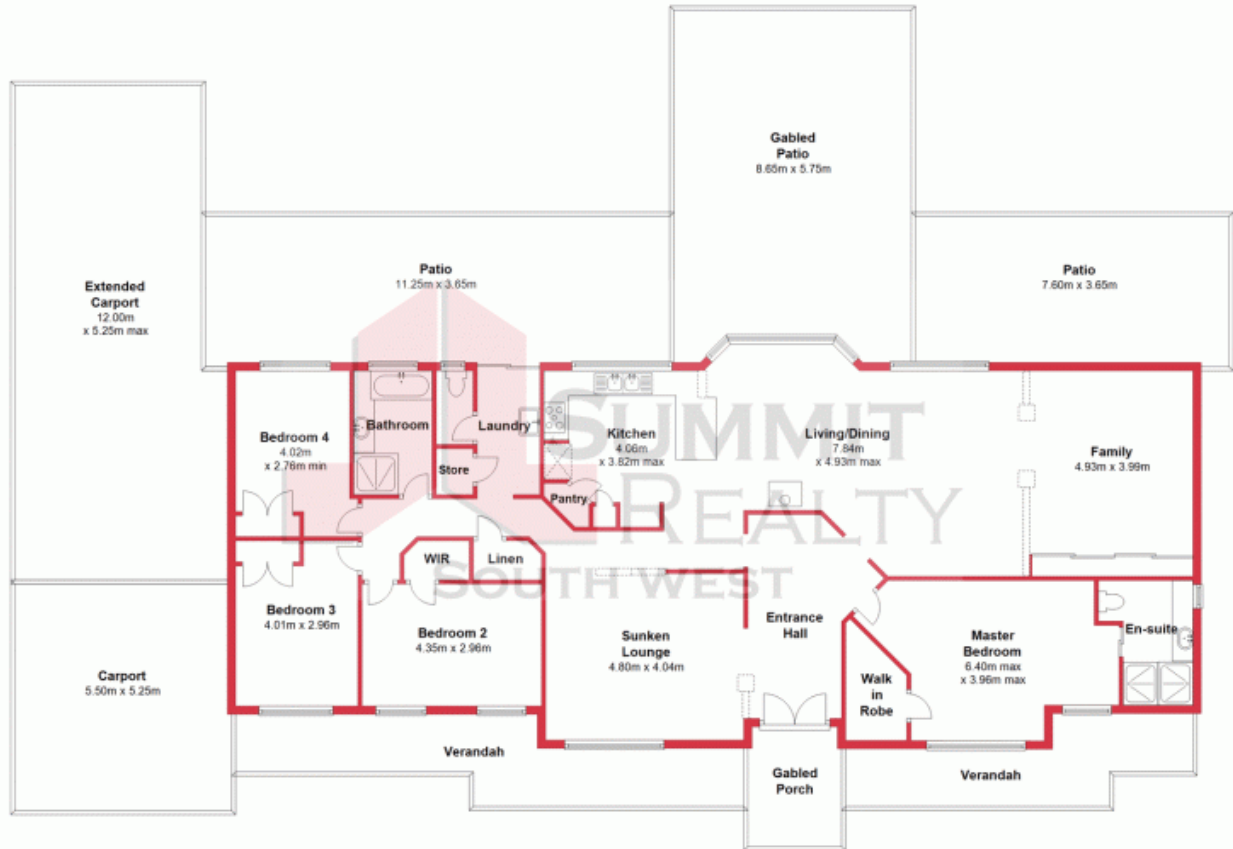 Gabled
Patio
8.65m x 5.75m
Patio
11.25m x 3.65m
Patio
7.60m x 3.65m
Extended
Carport
12.00m
x 5.25m max
Bedroom 4
4.02m
x 2.76m min
Bathroom
Laundry
Store
Kitchen
4.06m
x 3.82m max
Pantry
Living/Dining
7.84m
x 4.93m max
Family
4.93m x 3.99m
SUMMIT
REALTY
SOUTH WEST
WIR
Linen
Bedroom 3
4.01m x 2.96m
Bedroom 2
4.35m x 2.96m
Sunken
Lounge
4.80m x 4.04m
Entrance
Hall
Walk
in
Robe
Master
Bedroom
6.40m max
x 3.96m max
En-suite
Carport
5.50m x 5.25m
Verandah
Gabled
Porch
Verandah